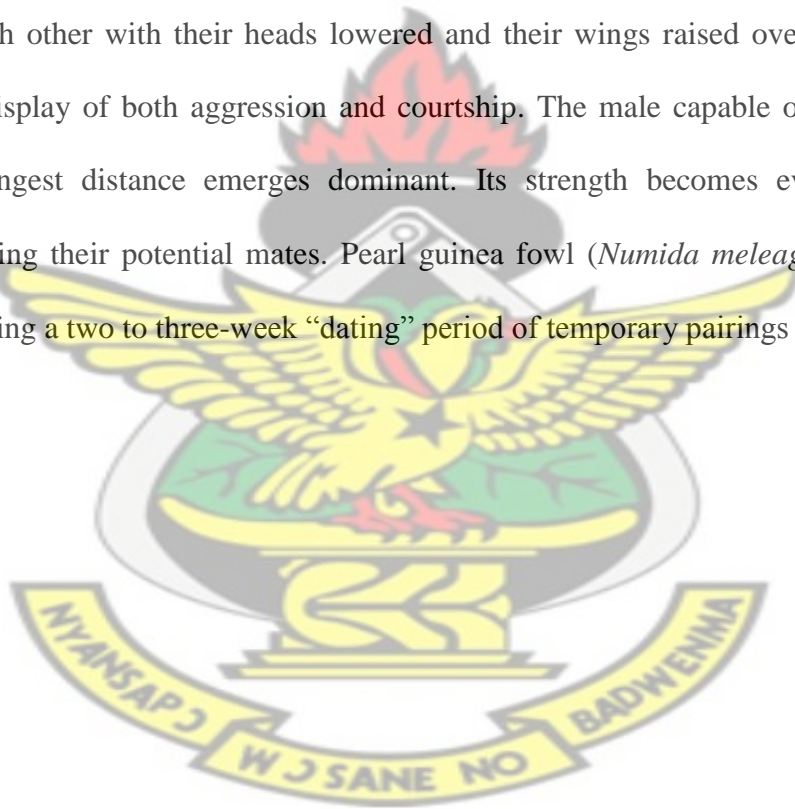 h other with their heads lowered and their wings raised ove
isplay of both aggression and courtship. The male capable o
ngest distance emerges dominant. Its strength becomes ev
ing their potential mates. Pearl guinea fowl (Numida meleag
ing a two to three-week “dating” period of temporary pairings
NYANSAPƆ
WƆSANE NO
BADWENMA